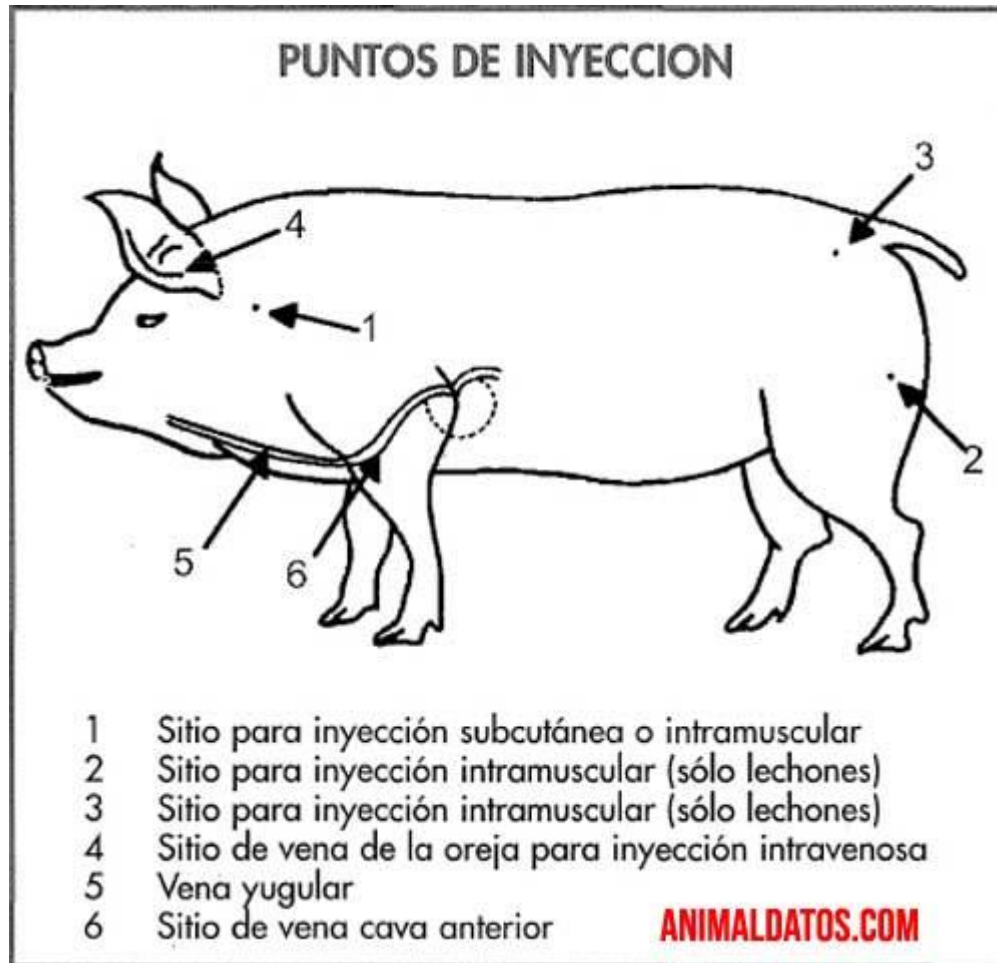 PUNTOS DE INYECCION
3
4
1
2
5
6
1 Sitio para inyección subcutánea o intramuscular
2 Sitio para inyección intramuscular (sólo lechones)
3 Sitio para inyección intramuscular (sólo lechones)
4 Sitio de vena de la oreja para inyección intravenosa
5 Vena yugular
6 Sitio de vena cava anterior
ANIMALDATOS.COM